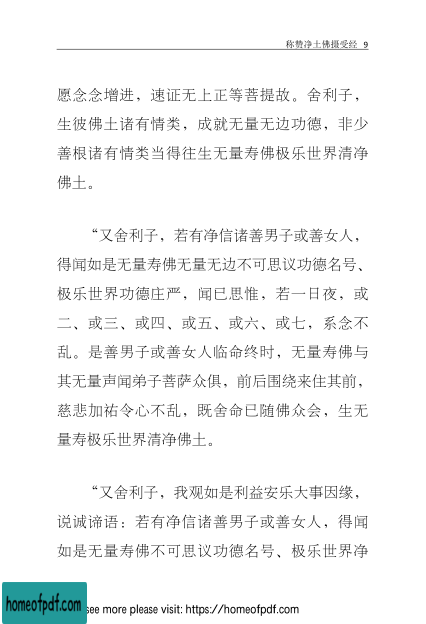 称赞净土佛摄受经 9
愿念念增进，速证无上正等菩提故。舍利子，
生彼佛土诸有情类，成就无量无边功德，非少
善根诸有情类当得往生无量寿佛极乐世界清净
佛土。
“又舍利子，若有净信诸善男子或善女人，
得闻如是无量寿佛无量无边不可思议功德名号、
极乐世界功德庄严，闻已思惟，若一日夜，或
二、或三、或四、或五、或六、或七，系念不
乱。是善男子或善女人临命终时，无量寿佛与
其无量声闻弟子菩萨众俱，前后围绕来住其前，
慈悲加祐令心不乱，既舍命已随佛众会，生无
量寿极乐世界清净佛土。
“又舍利子，我观如是利益安乐大事因缘，
说诚谛语：若有净信诸善男子或善女人，得闻
如是无量寿佛不可思议功德名号、极乐世界净
homeofpdf.com
see more please visit: https://homeofpdf.com